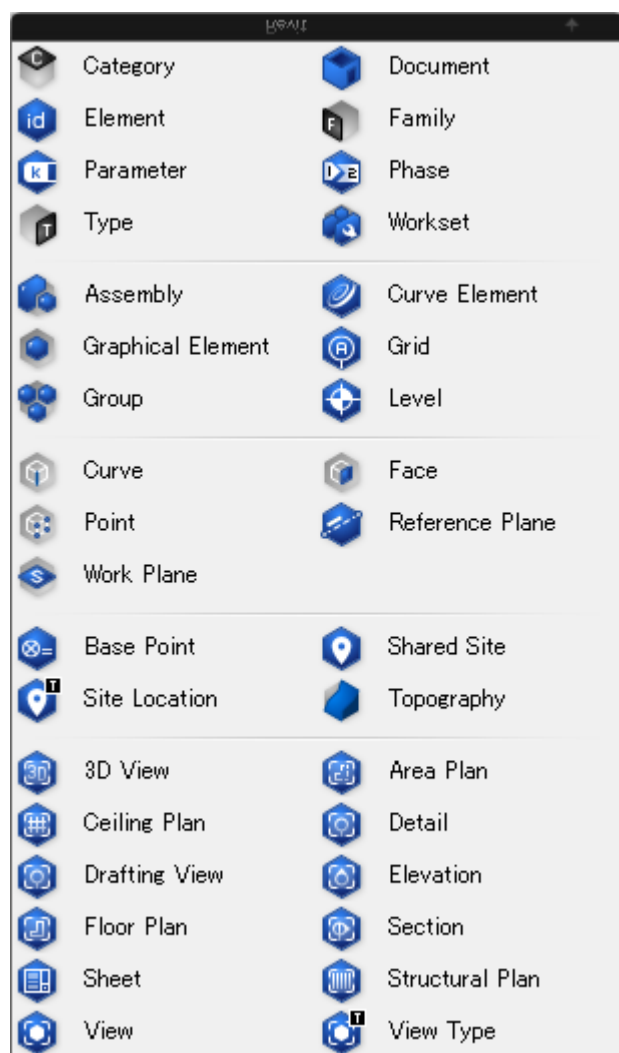 Revit
Category
Document
Element
Family
Parameter
Phase
Type
Workset
Assembly
Curve Element
Graphical Element
Grid
Group
Level
Curve
Face
Point
Reference Plane
Work Plane
Base Point
Shared Site
Site Location
Topography
3D View
Area Plan
Ceiling Plan
Detail
Drafting View
Elevation
Floor Plan
Section
Sheet
Structural Plan
View
View Type